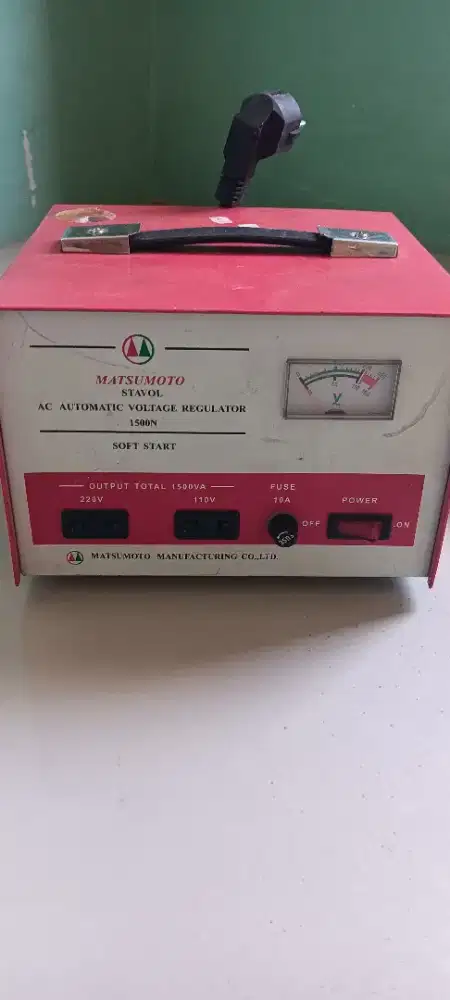 MATSUMOTO
STAVOL
AC AUTOMATIC VOLTAGE REGULATOR
1500N
SOFT START
OUTPUT TOTAL 1500VA
FUSE
220V
110V
10A
POWER
OFF
ON
MATSUMOTO MANUFACTURING CO.,LTD.
V